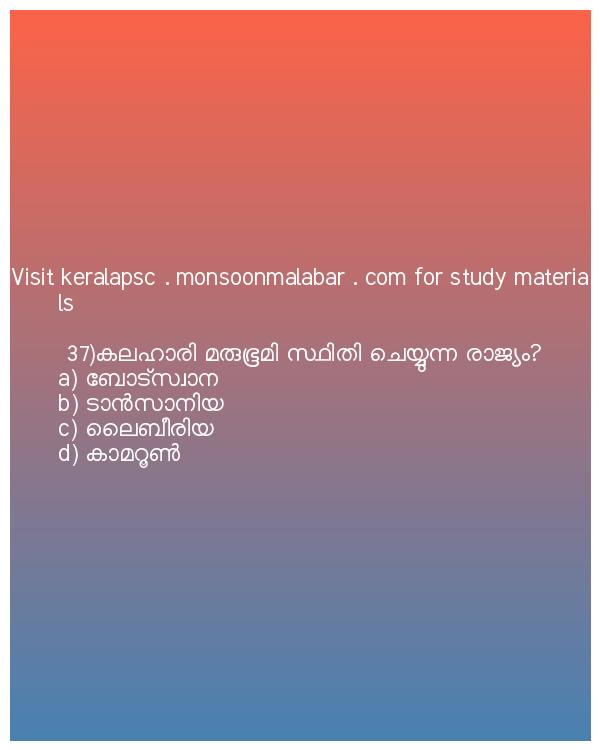 Visit keralapsc . monsoonmalabar . com for study materia
ls
37)കലഹാരി മരുഭൂമി സ്ഥിതി ചെയ്യുന്ന രാജ്യം?
a) ബോട്സ്വാന
b) ടാൻസാനിയ
c) ലൈബീരിയ
d) കാമറൂൺ